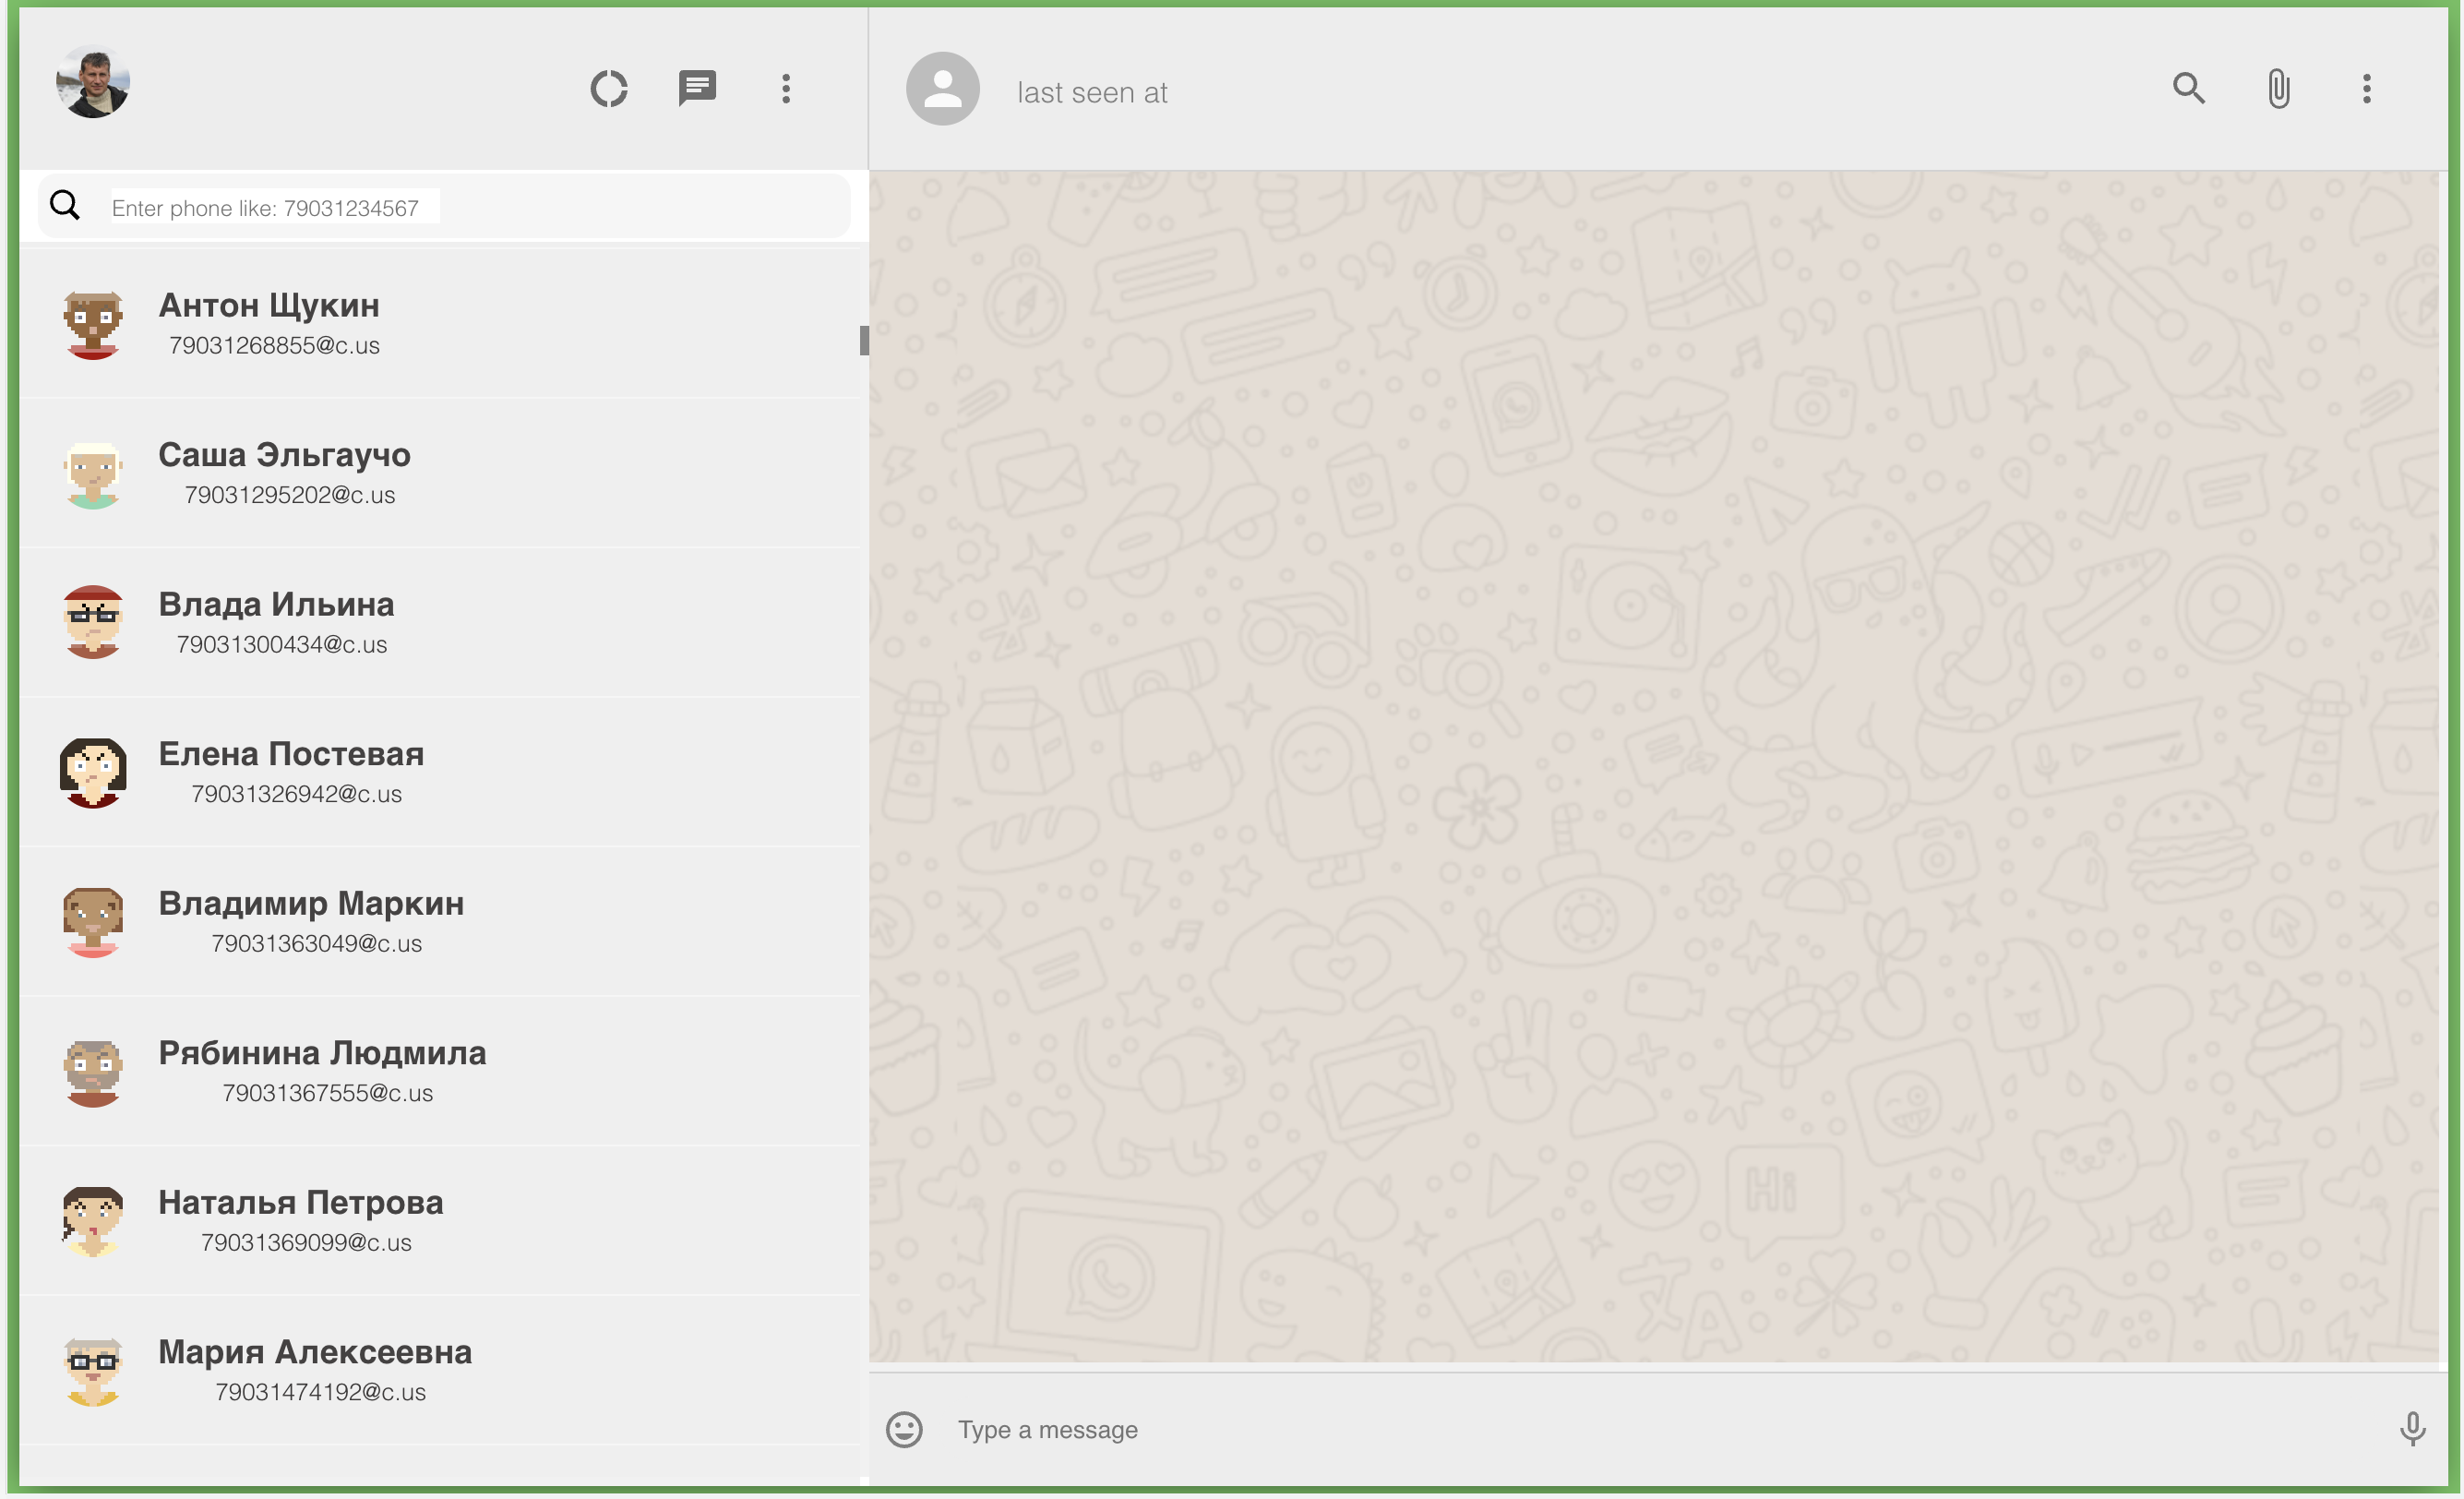 last seen at
Enter phone like: 79031234567
Антон Щукин
79031268855@c.us
Саша Эльгаучо
79031295202@c.us
Влада Ильина
79031300434@c.us
Елена Постевая
79031326942@c.us
Владимир Маркин
79031363049@c.us
Рябинина Людмила
79031367555@c.us
Наталья Петрова
79031369099@c.us
Мария Алексеевна
79031474192@c.us
Hi
Type a message